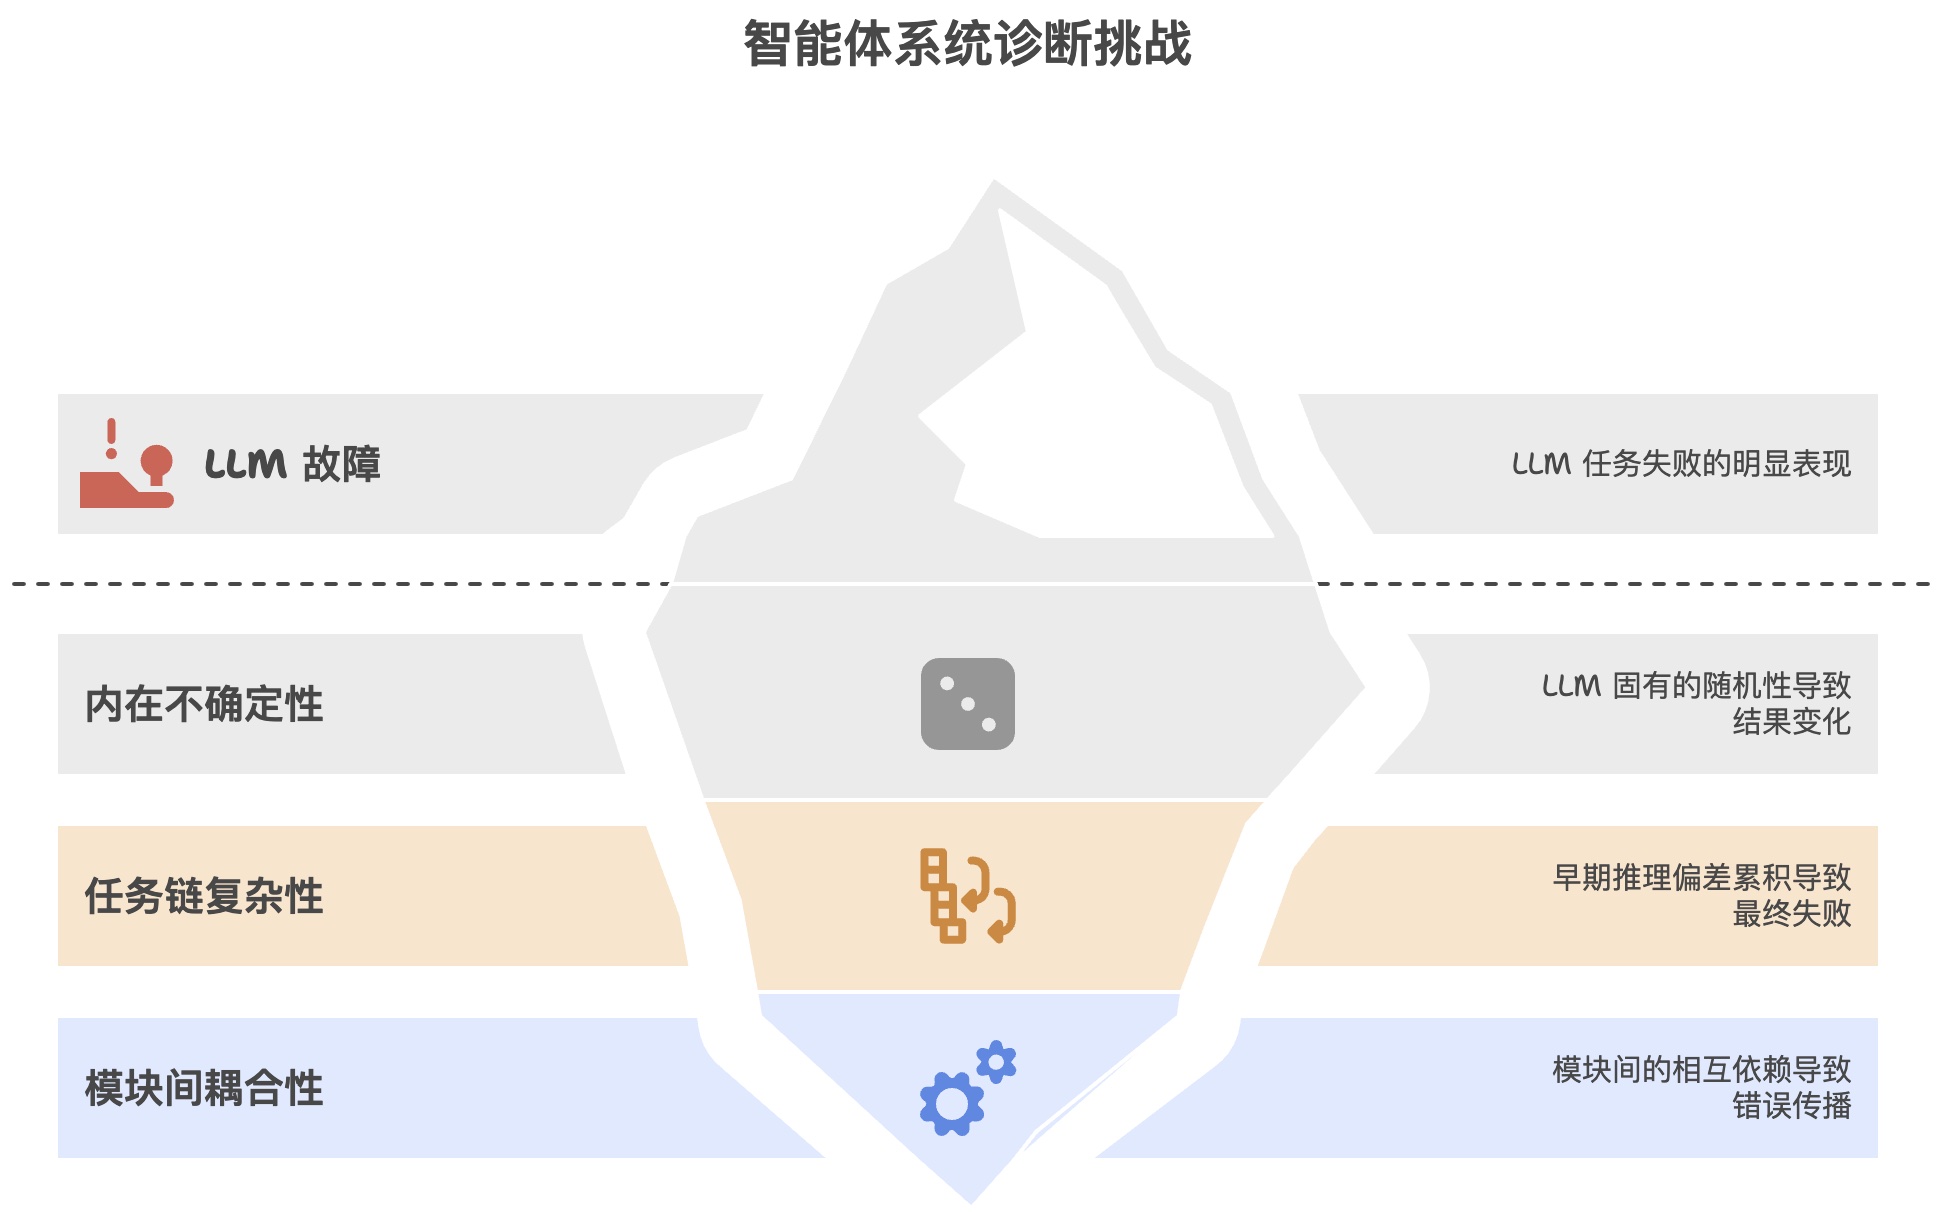 智能体系统诊断挑战
LLM 故障
LLM 任务失败的明显表现
内在不确定性
LLM 固有的随机性导致
结果变化
任务链复杂性
早期推理偏差累积导致
最终失败
模块间耦合性
模块间的相互依赖导致
错误传播